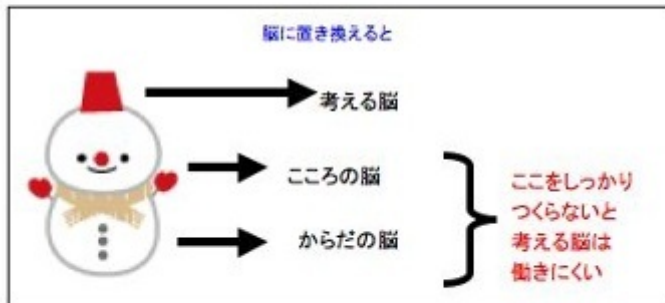 脳に置き換えると
考える脳
こころの脳
からだの脳
ここをしっかり
つくらないと
考える脳は
働きにくい